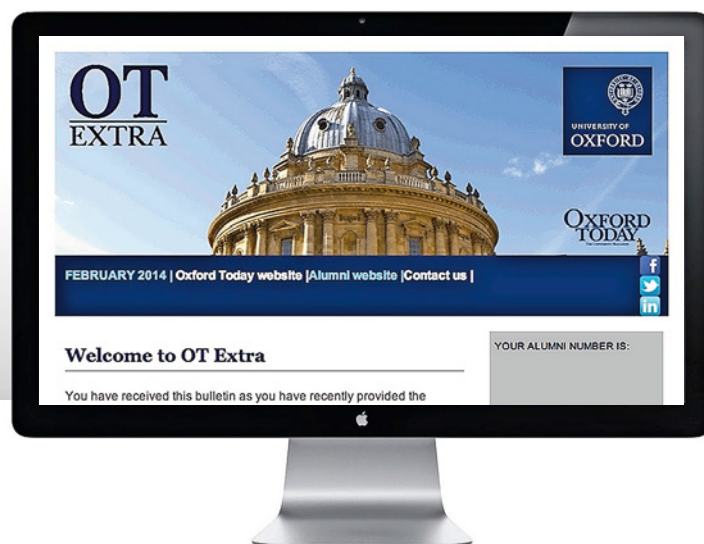 OT
EXTRA
UNIVERSITY OF
OXFORD
OXFORD
TODAY
FEBRUARY 2014 | Oxford Today website |Alumni website |Contact us |
Welcome to OT Extra
YOUR ALUMNI NUMBER IS:
You have received this bulletin as you have recently provided the